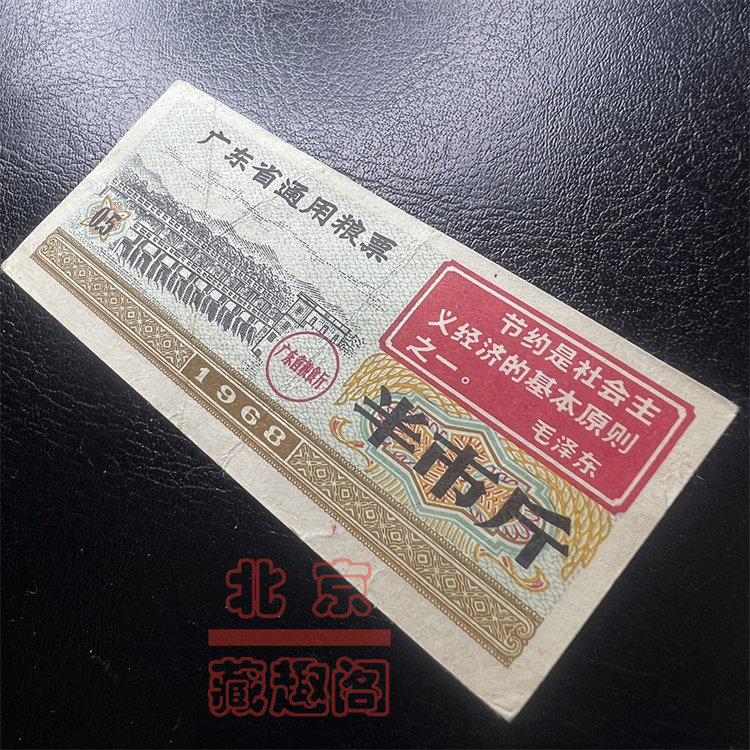 广东省通用粮票
05
节约是社会主
义经济的基本原则
之一。
毛泽东
广东省粮食厅
半市斤
1968
北京
藏趣阁